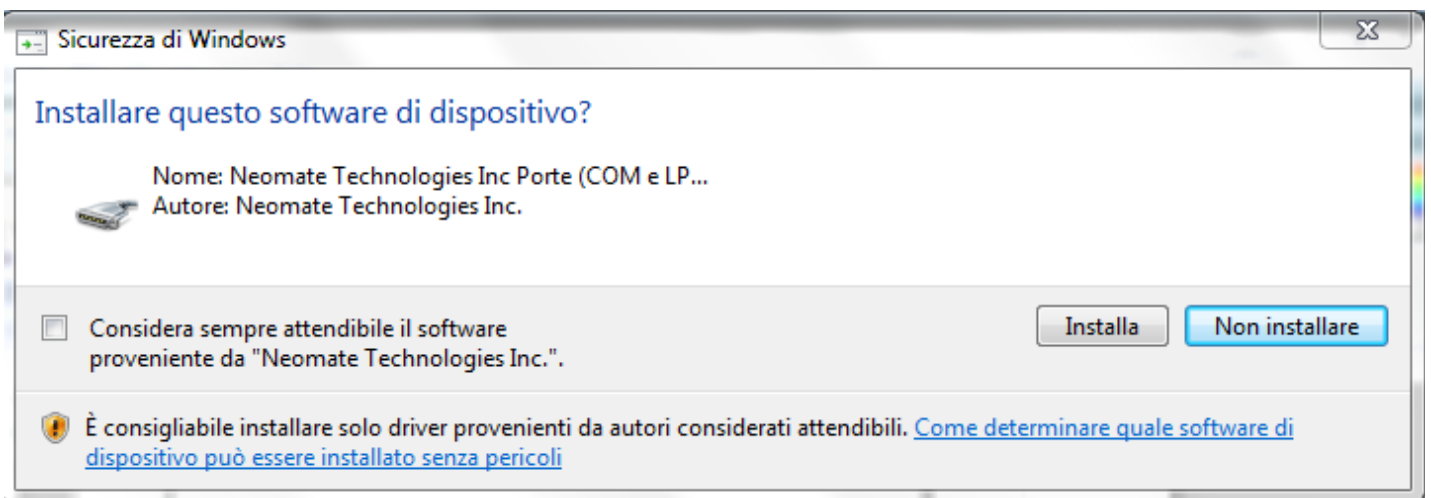 Sicurezza di Windows
Installare questo software di dispositivo?
Nome: Neomate Technologies Inc Porte (COM e LP...
Autore: Neomate Technologies Inc.
Considera sempre attendibile il software
proveniente da "Neomate Technologies Inc.".
Installa
Non installare
È consigliabile installare solo driver provenienti da autori considerati attendibili. Come determinare quale software di
dispositivo può essere installato senza pericoli